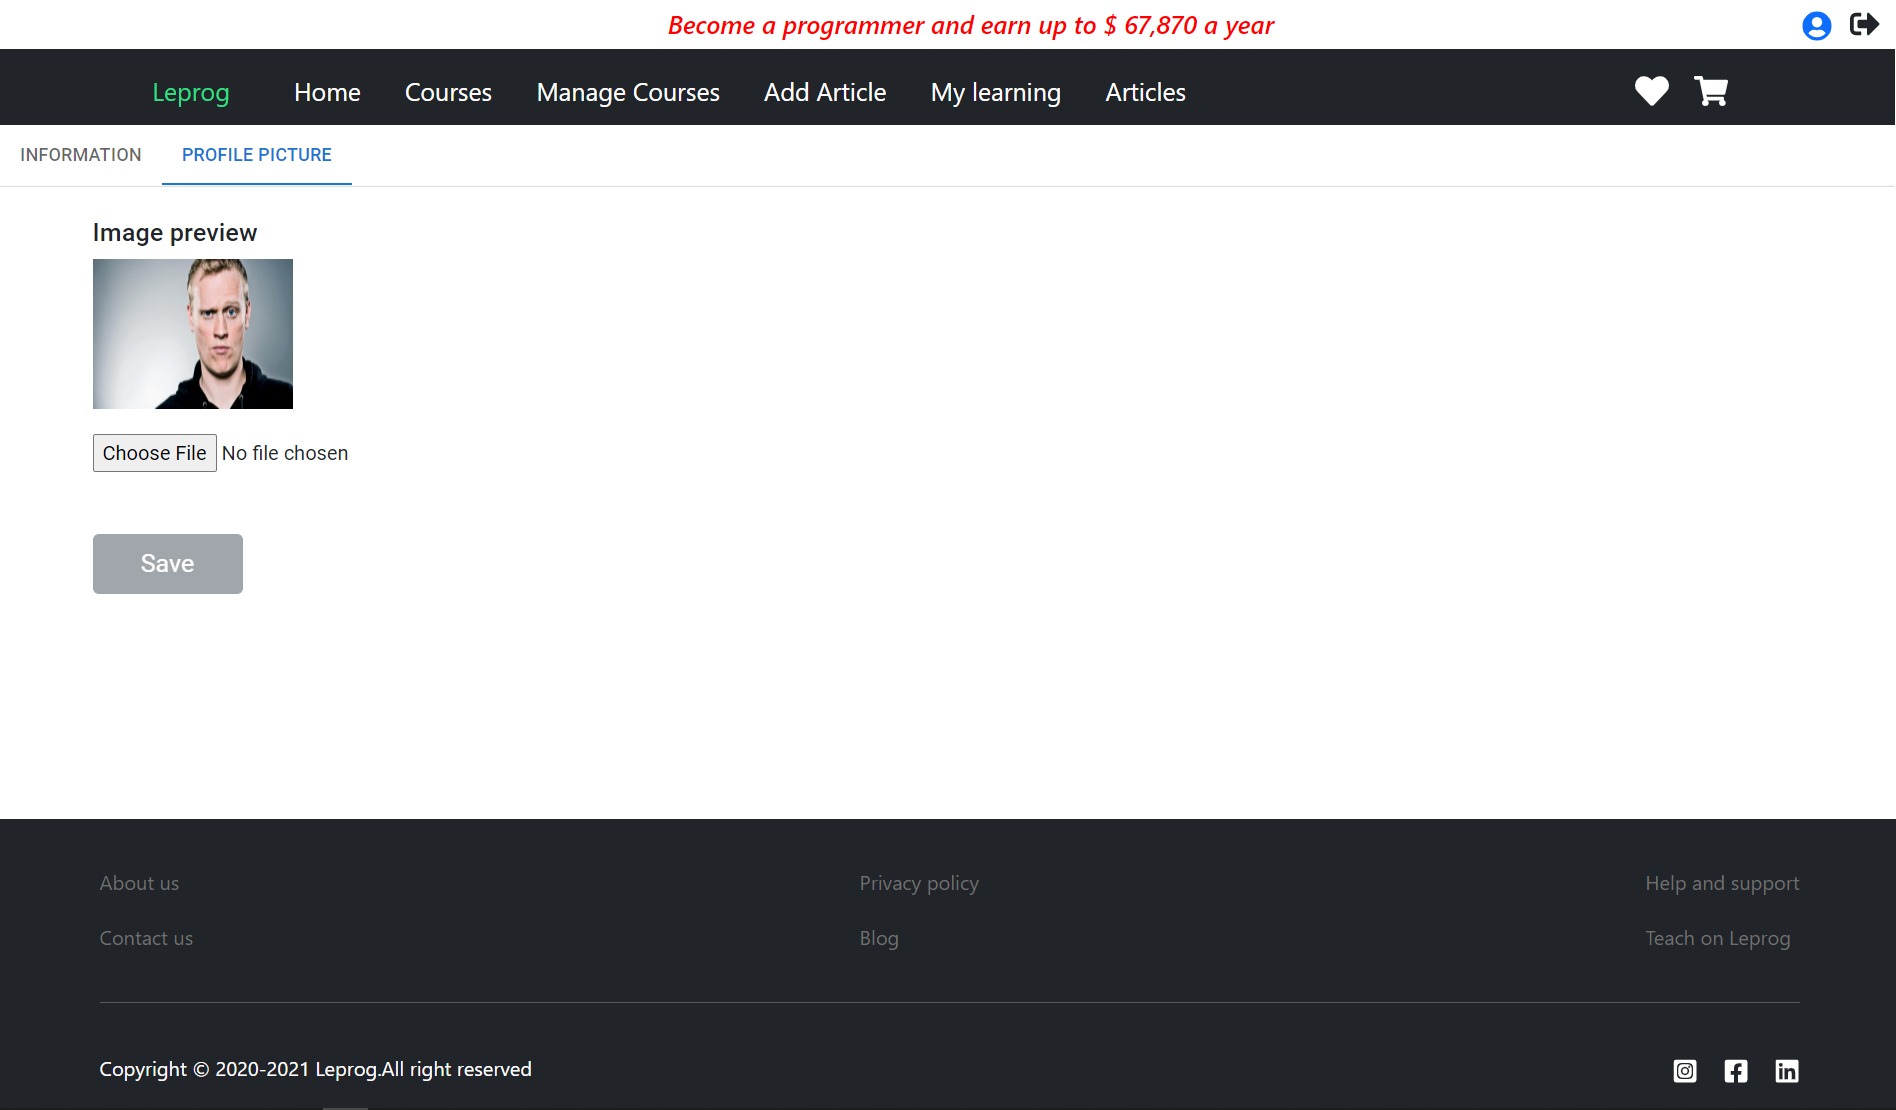 Become a programmer and earn up to $ 67,870 a year
Leprog Home Courses Manage Courses Add Article My learning Articles
INFORMATION PROFILE PICTURE
Image preview
Choose File No file chosen
Save
About us Privacy policy Help and support
Contact us Blog Teach on Leprog
Copyright © 2020-2021 Leprog.All right reserved